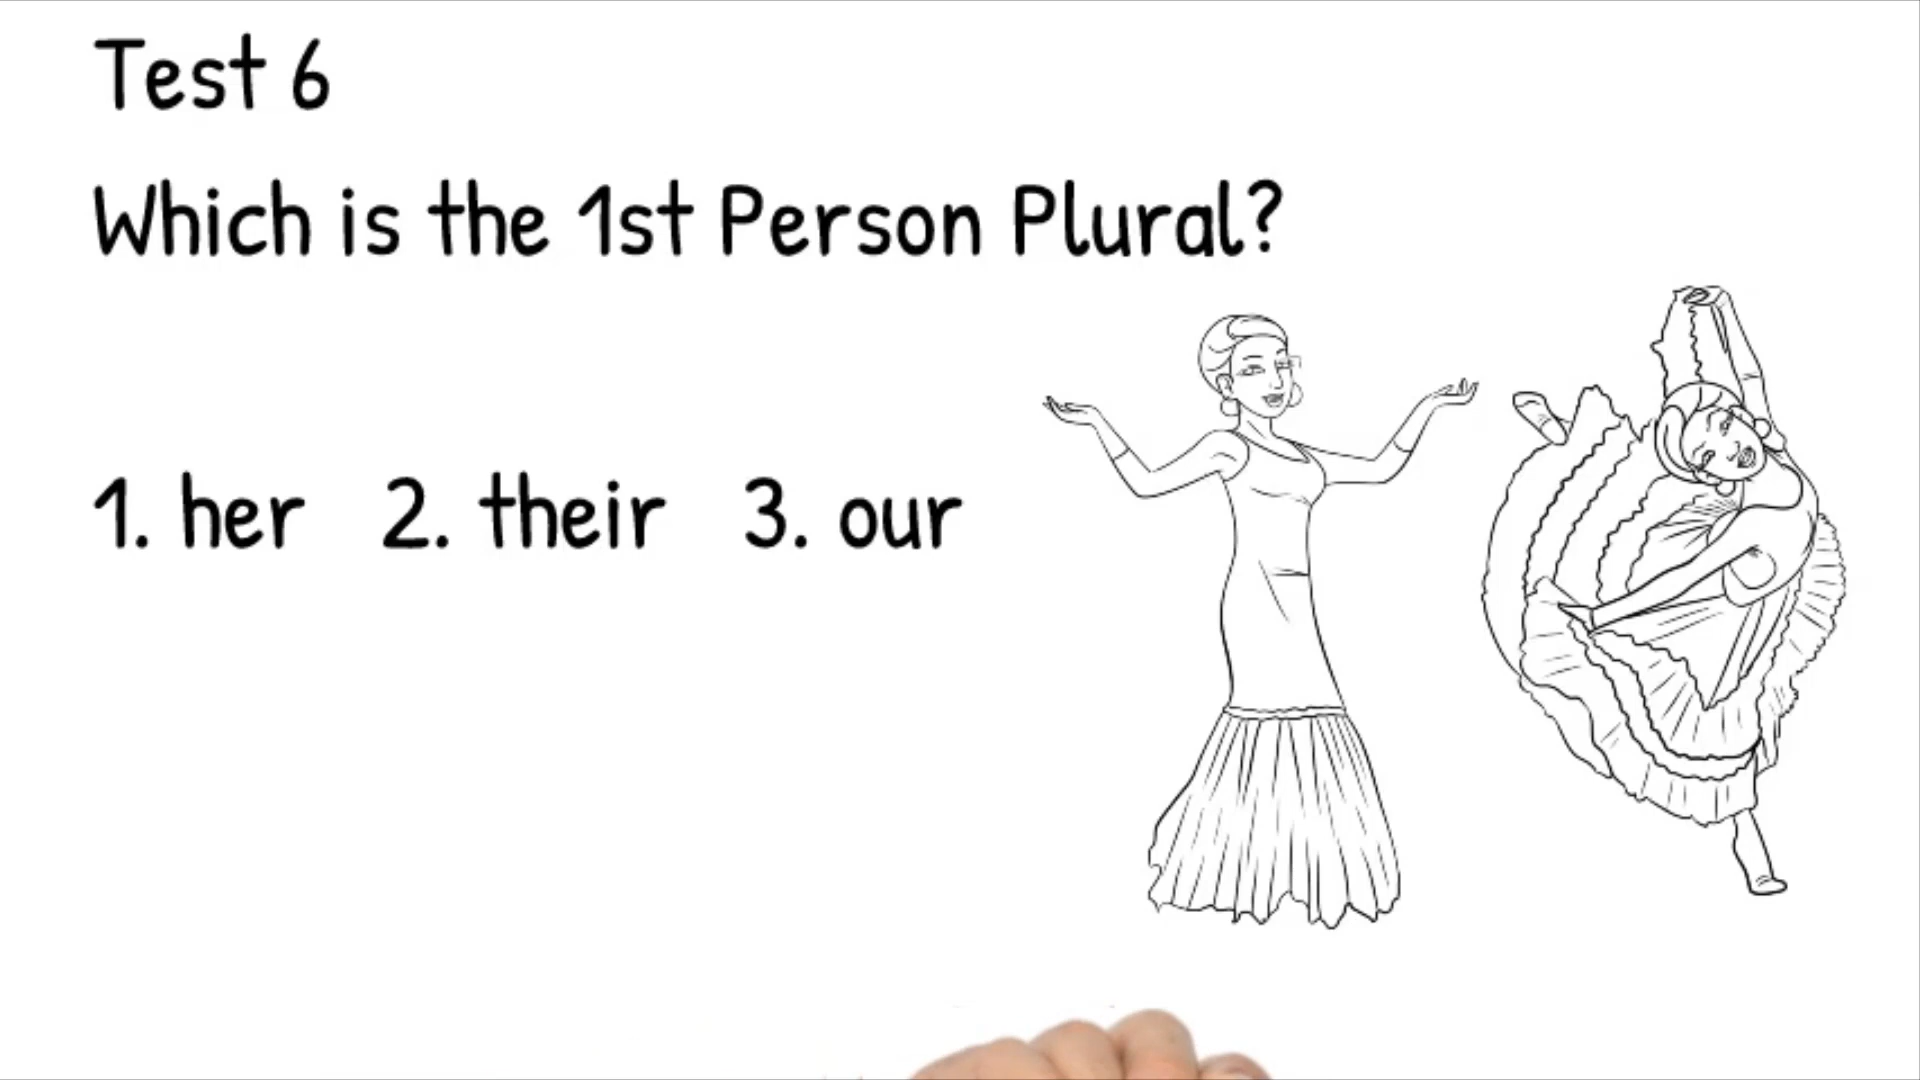 Test 6
Which is the 1st Person Plural?
1. her 2. their 3. our